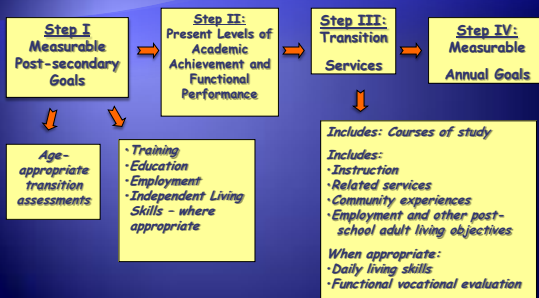 Step I
Measurable
Post-secondary
Goals
Step II:
Present Levels of
Academic
Achievement and
Functional
Performance
Step III:
Transition
Services
Step IV:
Measurable
Annual Goals
Age-
appropriate
transition
assessments
•Training
•Education
•Employment
•Independent Living
Skills – where
appropriate
Includes: Courses of study
Includes:
•Instruction
•Related services
•Community experiences
•Employment and other post-
school adult living objectives
When appropriate:
•Daily living skills
•Functional vocational evaluation